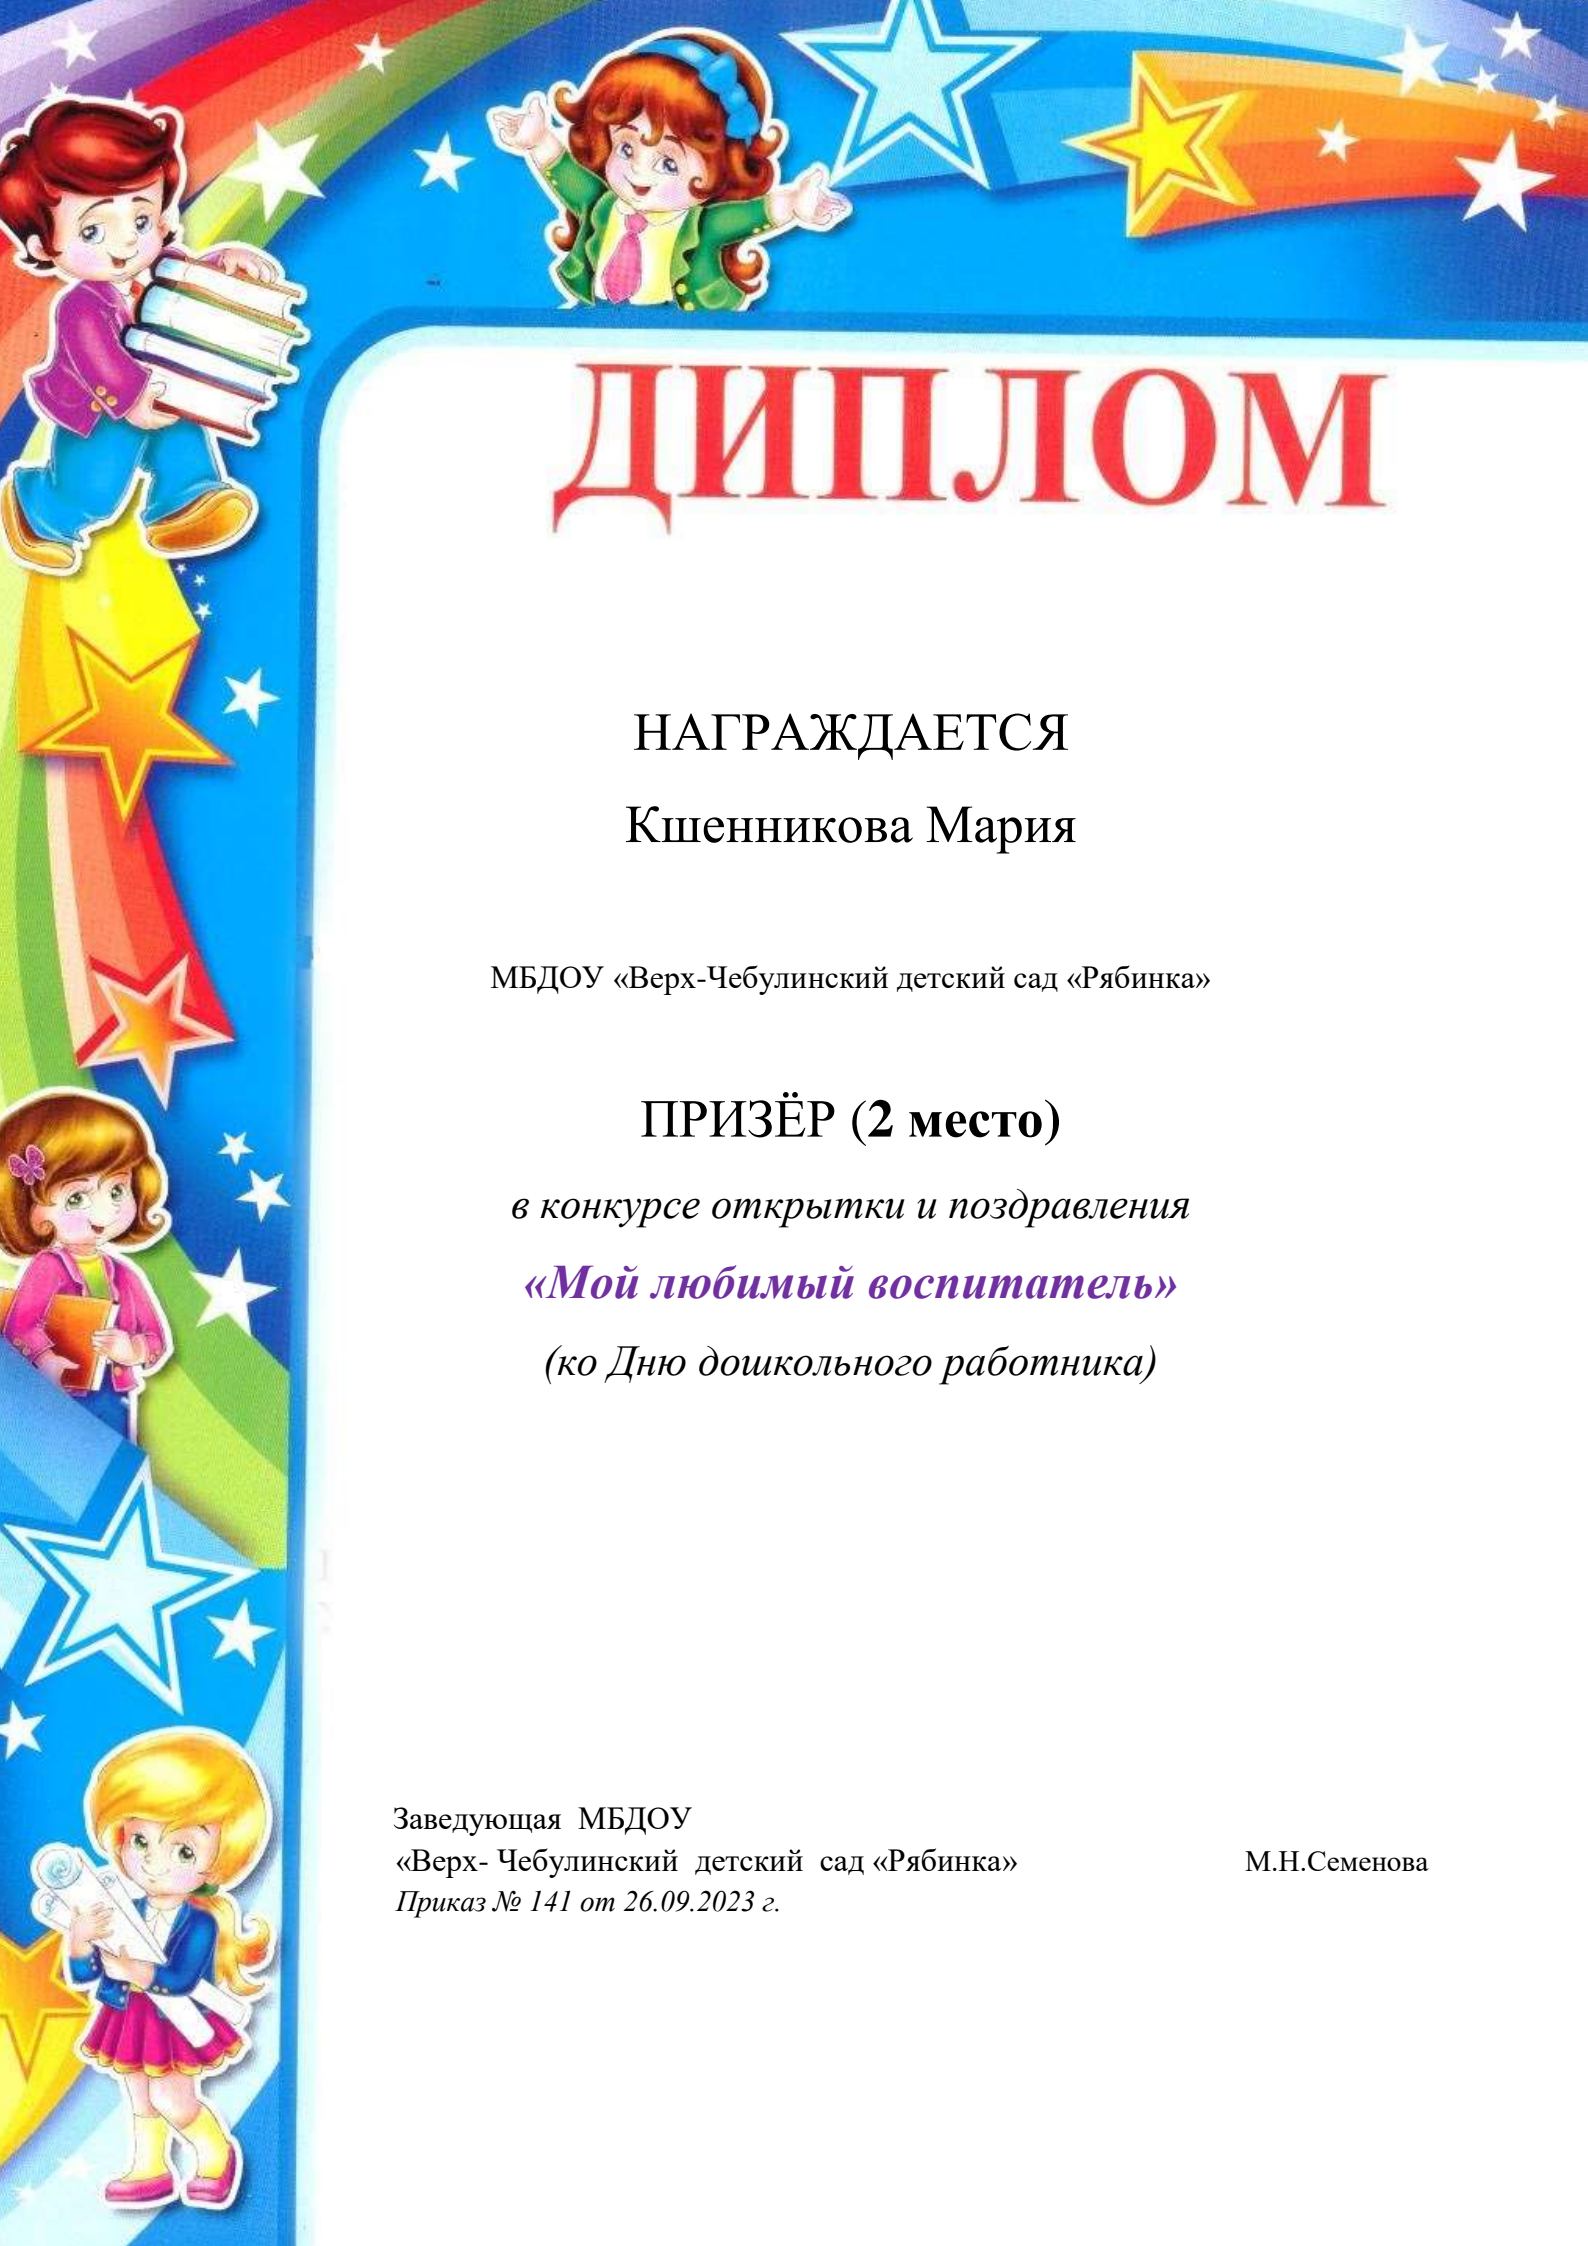 ДИПЛОМ
НАГРАЖДАЕТСЯ
Кшенникова Мария
МБДОУ «Верх-Чебулинский детский сад «Рябинка»
ПРИЗЁР (2 место)
в конкурсе открытки и поздравления
«Мой любимый воспитатель»
(ко Дню дошкольного работника)
Заведующая МБДОУ
«Верх- Чебулинский детский сад «Рябинка» М.Н.Семенова
Приказ № 141 от 26.09.2023 г.